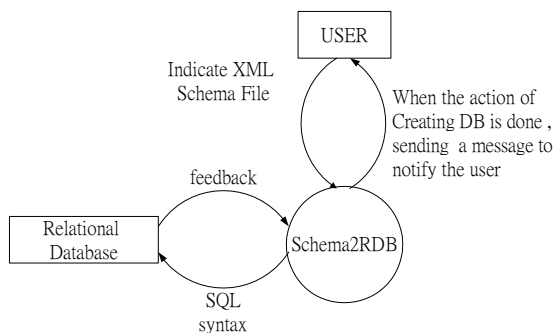 USER
Indicate XML
Schema File
When the action of
Creating DB is done ,
sending a message to
notify the user
feedback
Relational
Database
Schema2RDB
SQL
syntax